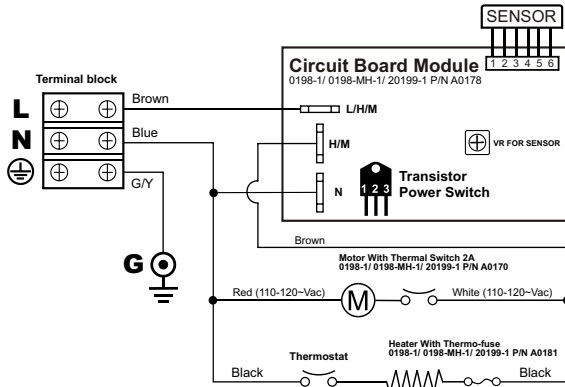 SENSOR
1 2 3 4 5 6
Circuit Board Module
0198-1/ 0198-MH-1/ 20199-1 P/N A0178
Terminal block
L
Brown
L/H/M
N
Blue
H/M
VR FOR SENSOR
G/Y
N
1 2 3
Transistor
Power Switch
Brown
G
Motor With Thermal Switch 2A
0198-1/ 0198-MH-1/ 20199-1 P/N A0170
Red (110-120~Vac)
M
White (110-120~Vac)
Heater With Thermo-fuse
0198-1/ 0198-MH-1/ 20199-1 P/N A0181
Thermostat
Black
Black